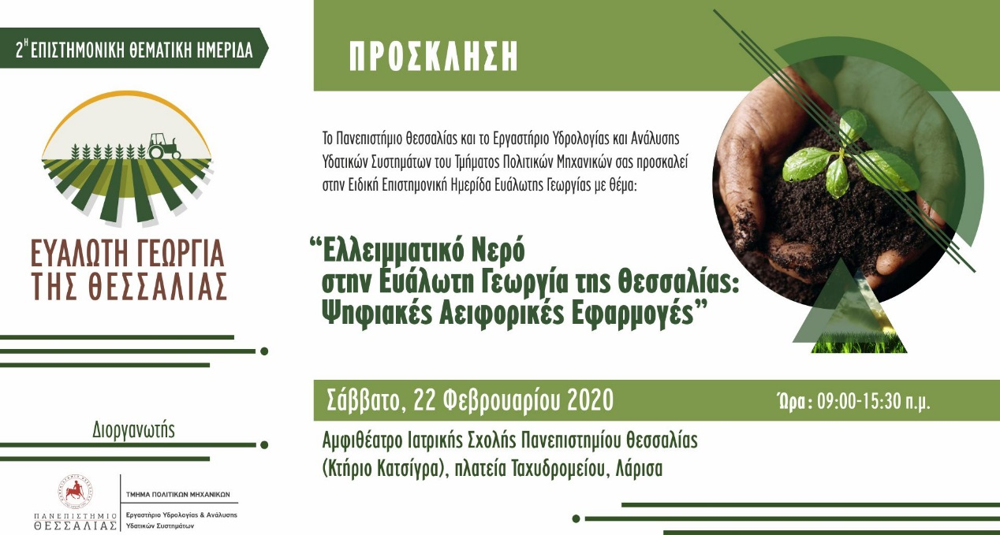 2Η ΕΠΙΣΤΗΜΟΝΙΚΗ ΘΕΜΑΤΙΚΗ ΗΜΕΡΙΔΑ
ΕΥΑΛΩΤΗ ΓΕΩΡΓΙΑ
ΤΗΣ ΘΕΣΣΑΛΙΑΣ
Διοργανωτής
ΠΑΝΕΠΙΣΤΗΜΙΟ
ΘΕΣΣΑΛΙΑΣ
ΤΜΗΜΑ ΠΟΛΙΤΙΚΩΝ ΜΗΧΑΝΙΚΩΝ
Εργαστήριο Υδρολογίας & Ανάλυσης
Υδατικών Συστημάτων
ΠΡΟΣΚΛΗΣΗ
Το Πανεπιστήμιο Θεσσαλίας και το Εργαστήριο Υδρολογίας και Ανάλυσης
Υδατικών Συστημάτων του Τμήματος Πολιτικών Μηχανικών σας προσκαλεί
στην Ειδική Επιστημονική Ημερίδα Ευάλωτης Γεωργίας με θέμα:
“Ελλειμματικό Νερό
στην Ευάλωτη Γεωργία της Θεσσαλίας:
Ψηφιακές Αειφορικές Εφαρμογές”
Σάββατο, 22 Φεβρουαρίου 2020
Ώρα: 09:00-15:30 π.μ.
Αμφιθέατρο Ιατρικής Σχολής Πανεπιστημίου Θεσσαλίας
(Κτήριο Κατσίγρα), πλατεία Ταχυδρομείου, Λάρισα